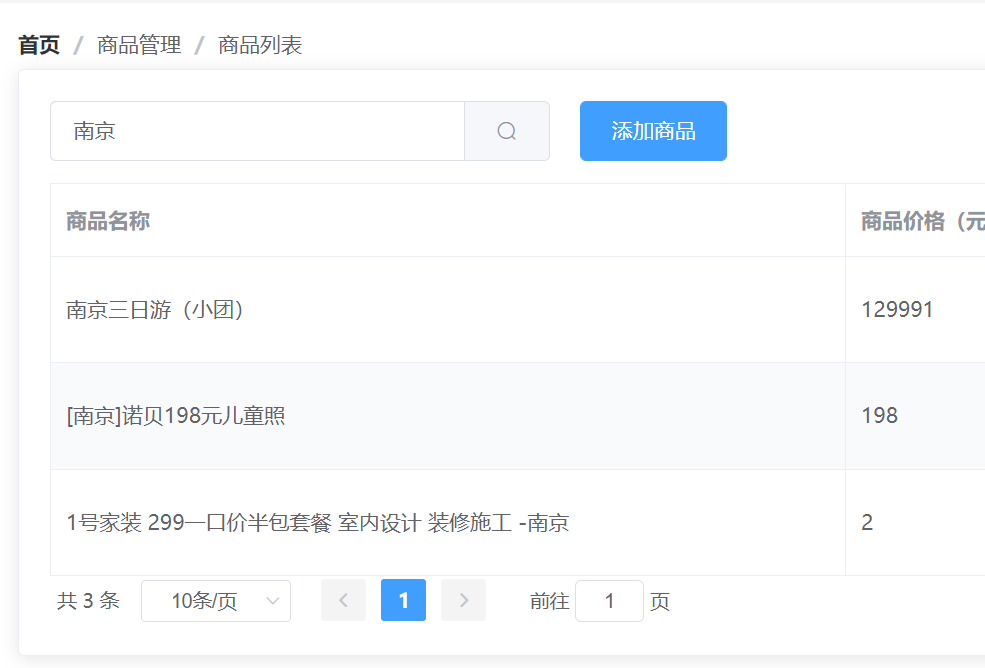 首页 / 商品管理 / 商品列表
南京 添加商品
商品名称 商品价格（元
南京三日游（小团） 129991
[南京]诺贝198元儿童照 198
1号家装 299一口价半包套餐 室内设计 装修施工 -南京 2
共 3 条 10条/页 1 前往 1 页